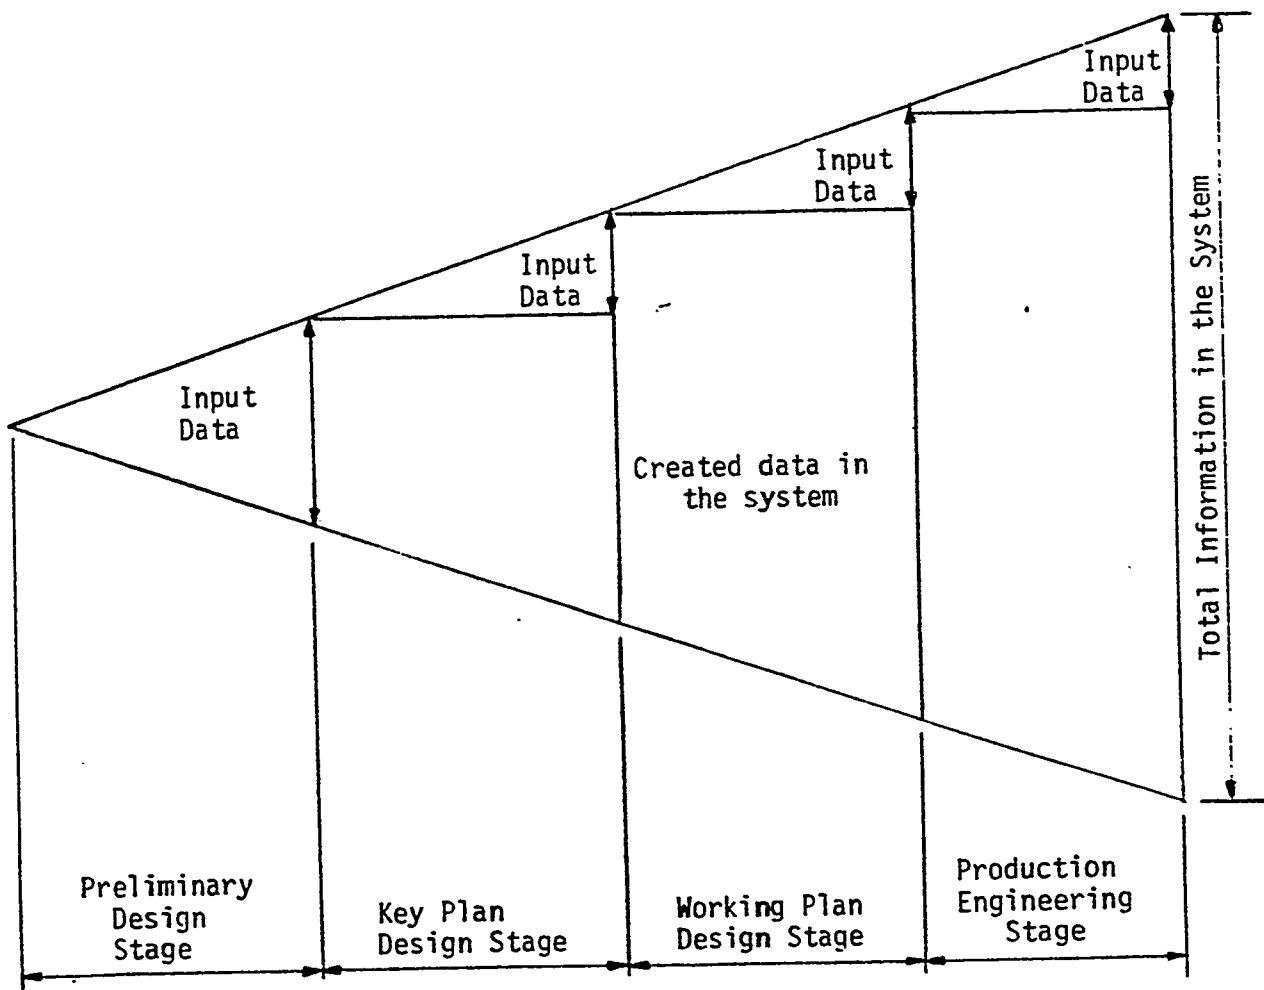 Input
Data
Input
Data
Input
Data
Input
Data
Created data in
the system
Total Information in the System
Preliminary
Design
Stage
Key Plan
Design Stage
Working Plan
Design Stage
Production
Engineering
Stage